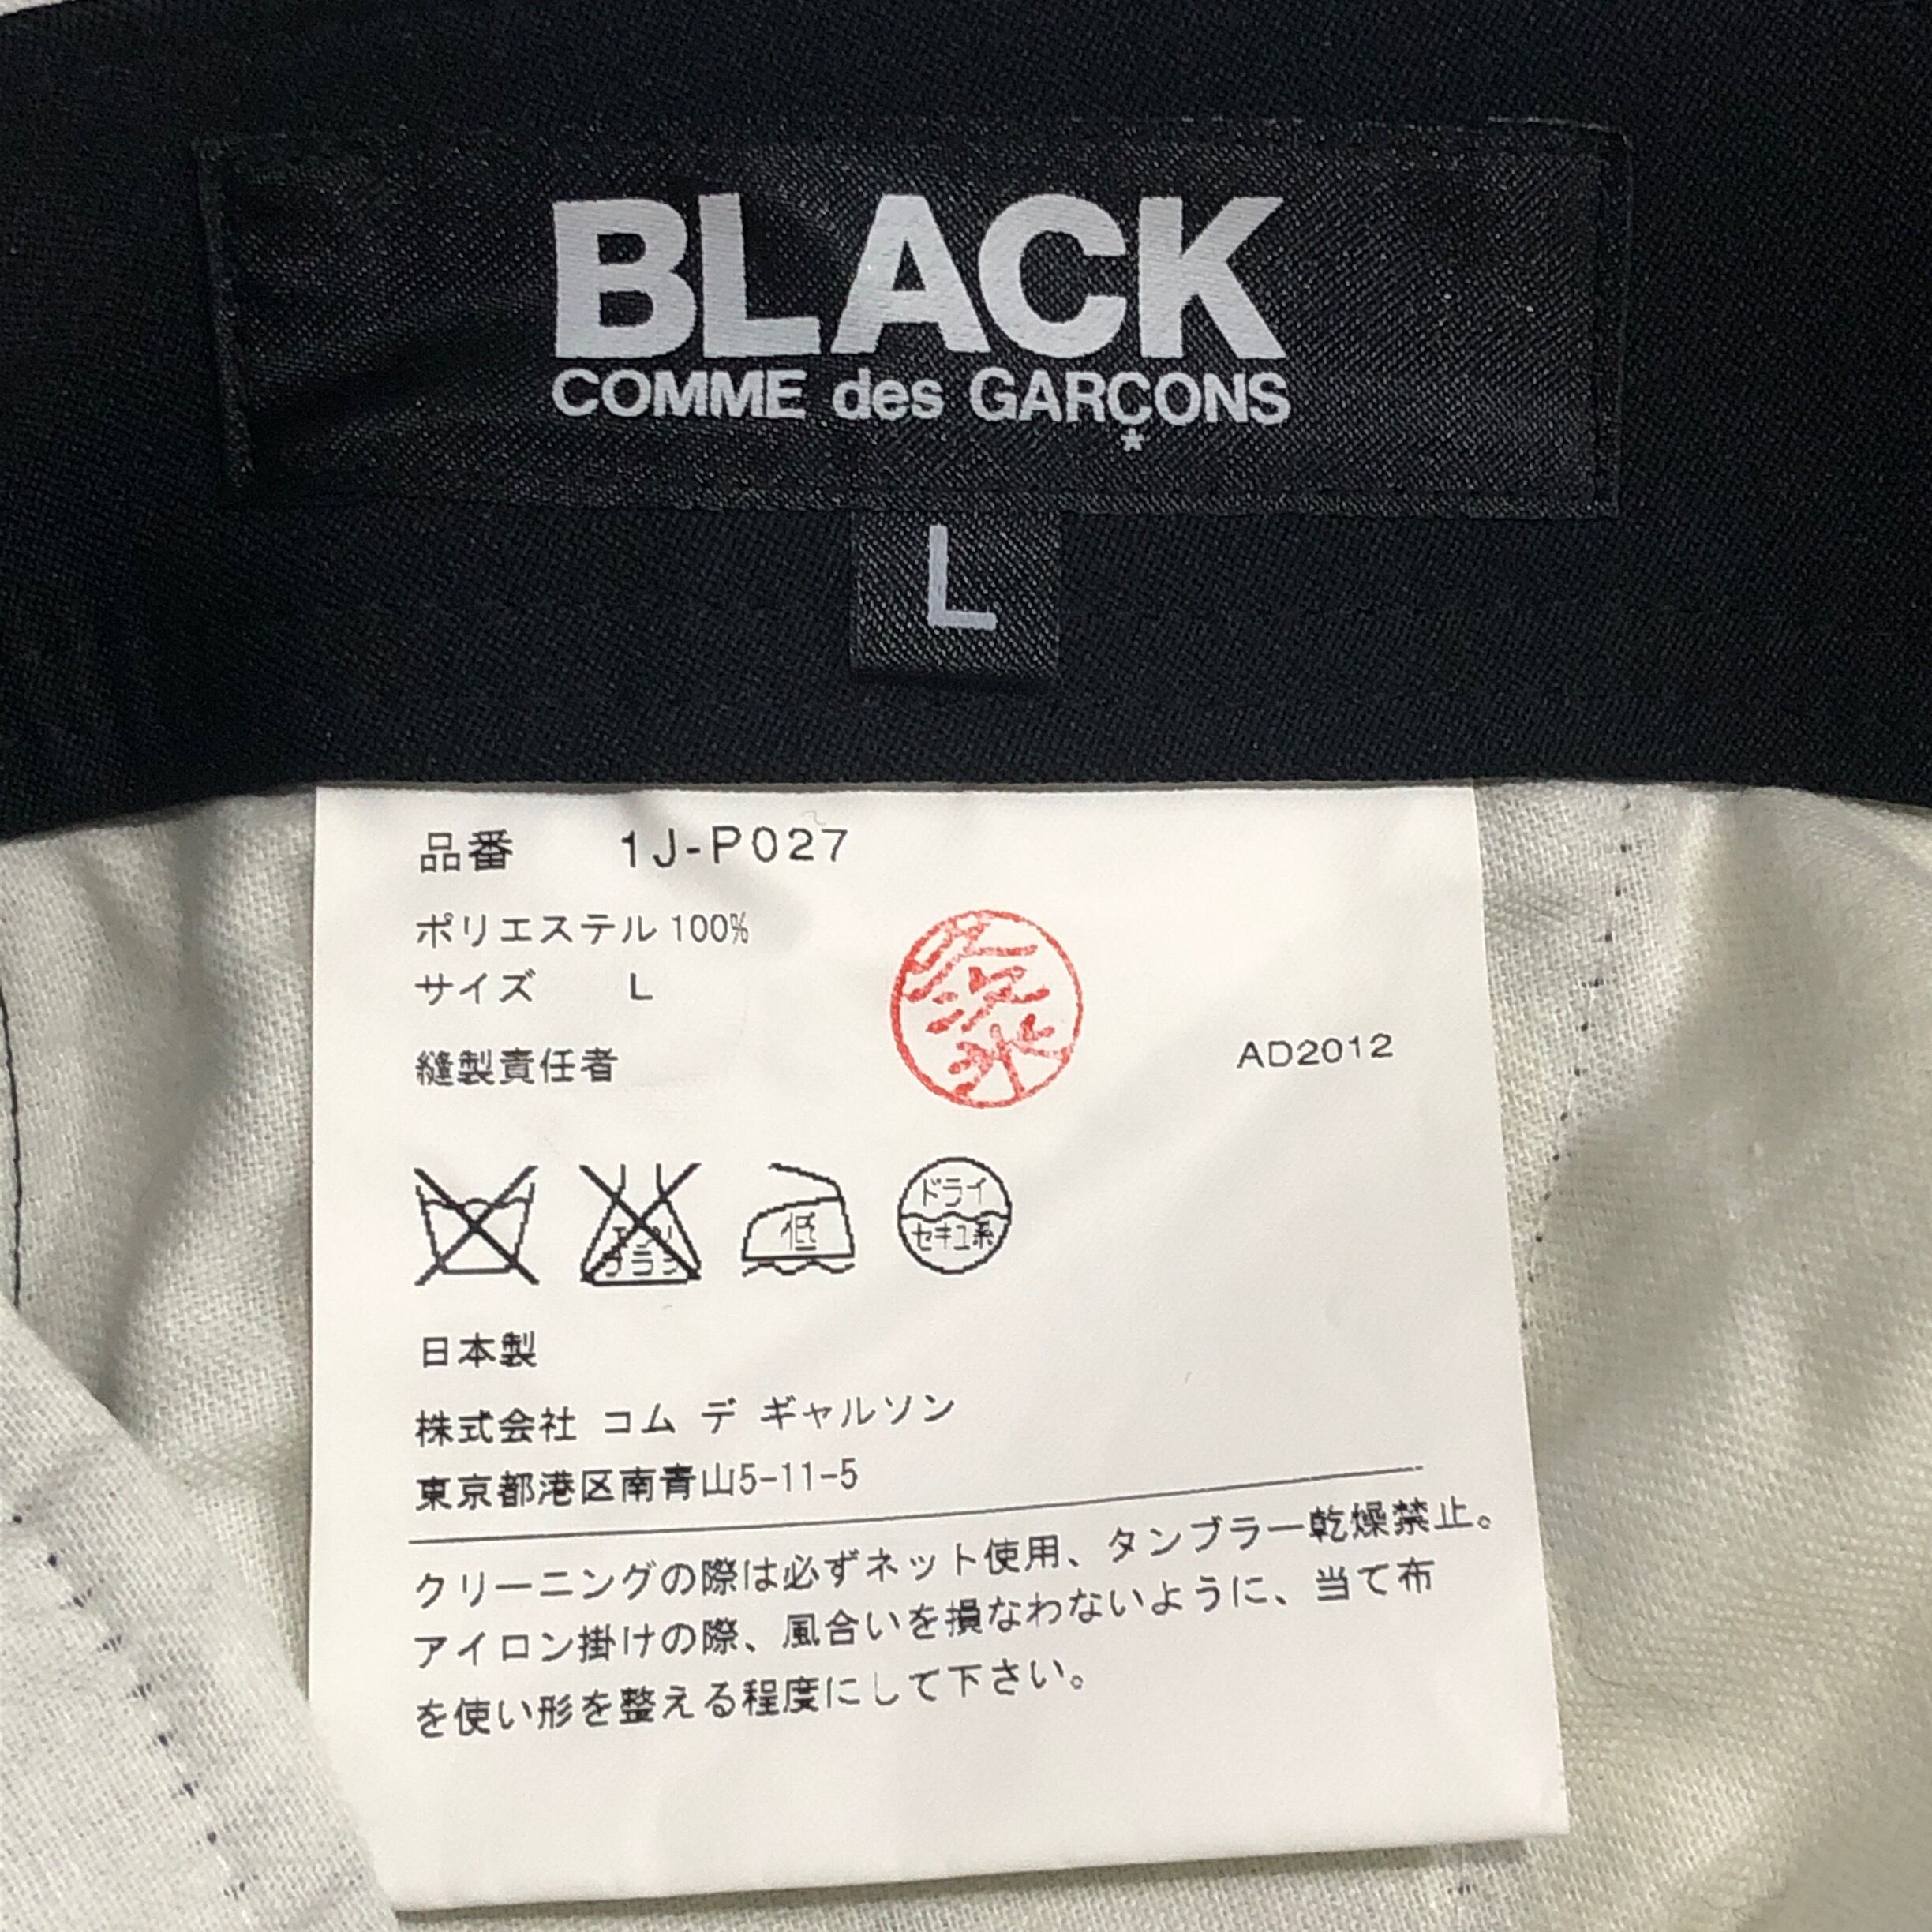 BLACK
COMME des GARÇONS
L
品番 1J-P027
ポリエステル 100%
サイズ L
縫製責任者
AD2012
低
ドライ
セキユ系
日本製
株式会社 コム デ ギャルソン
東京都港区南青山5-11-5
クリーニングの際は必ずネット使用、タンブラー乾燥禁止。
アイロン掛けの際、風合いを損なわないように、当て布
を使い形を整える程度にして下さい。